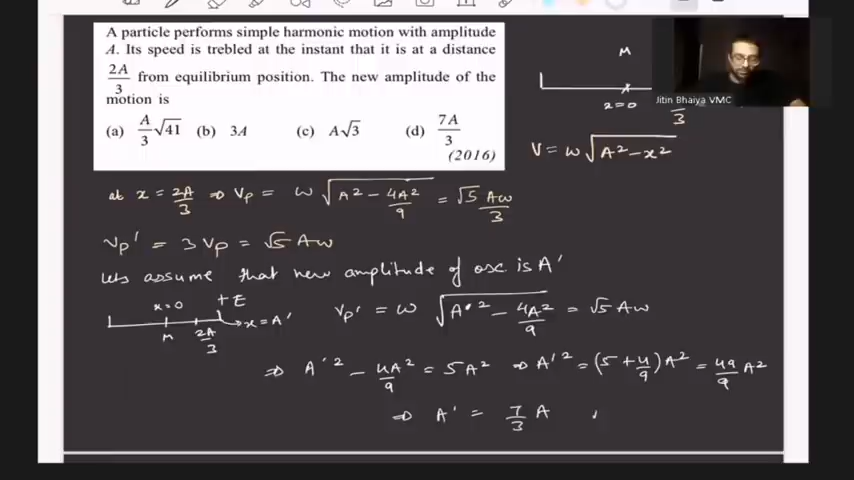 A particle performs simple harmonic motion with amplitude
A. Its speed is trebled at the instant that it is at a distance
2A/3 from equilibrium position. The new amplitude of the
motion is
(a) A/3 √41 (b) 3A (c) A√3 (d) 7A/3
(2016)
M
x=0
3
Jitin Bhaiya VMC
V = ω√(A² - x²)
at x = 2A/3 ⇒ Vp = ω √(A² - 4A²/9) = √5 Aω/3
Vp' = 3Vp = √5 Aω
lets assume that new amplitude of osc is A'
x=0 +E
M 2A/3 x=A'
Vp' = ω √(A'² - 4A²/9) = √5 Aω
⇒ A'² - 4A²/9 = 5A² ⇒ A'² = (5 + 4/9)A² = 49/9 A²
⇒ A' = 7/3 A